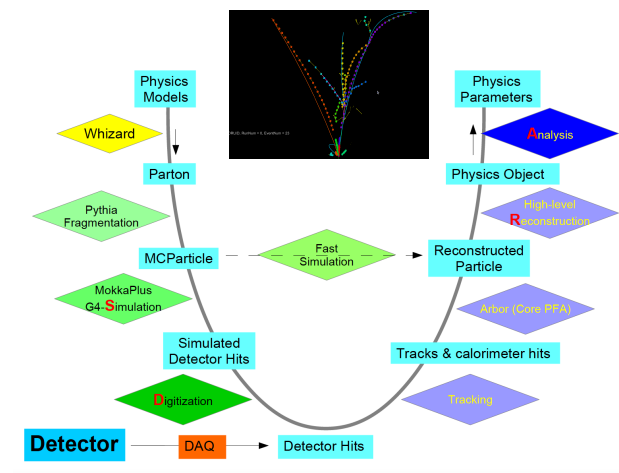 Physics
Models
Physics
Parameters
Whizard
Analysis
Parton
Physics Object
Pythia
Fragmentation
High-level
Reconstruction
MCParticle
Fast
Simulation
Reconstructed
Particle
MokkaPlus
G4-Simulation
Arbor (Core PFA)
Simulated
Detector Hits
Tracks & calorimeter hits
Digitization
Tracking
Detector
DAQ
Detector Hits